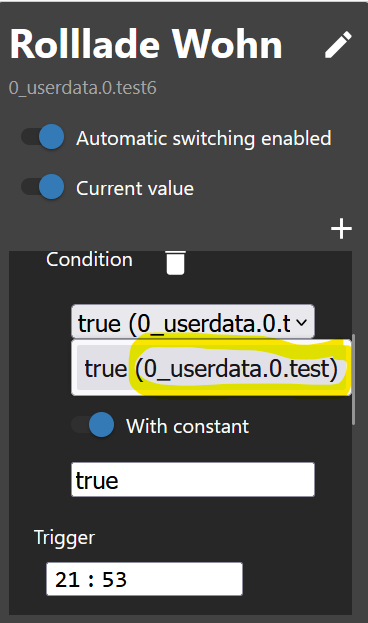 Rolllade Wohn
0_userdata.0.test6
Automatic switching enabled
Current value
Condition
true (0_userdata.0.t
true (0_userdata.0.test)
With constant
true
Trigger
21 : 53